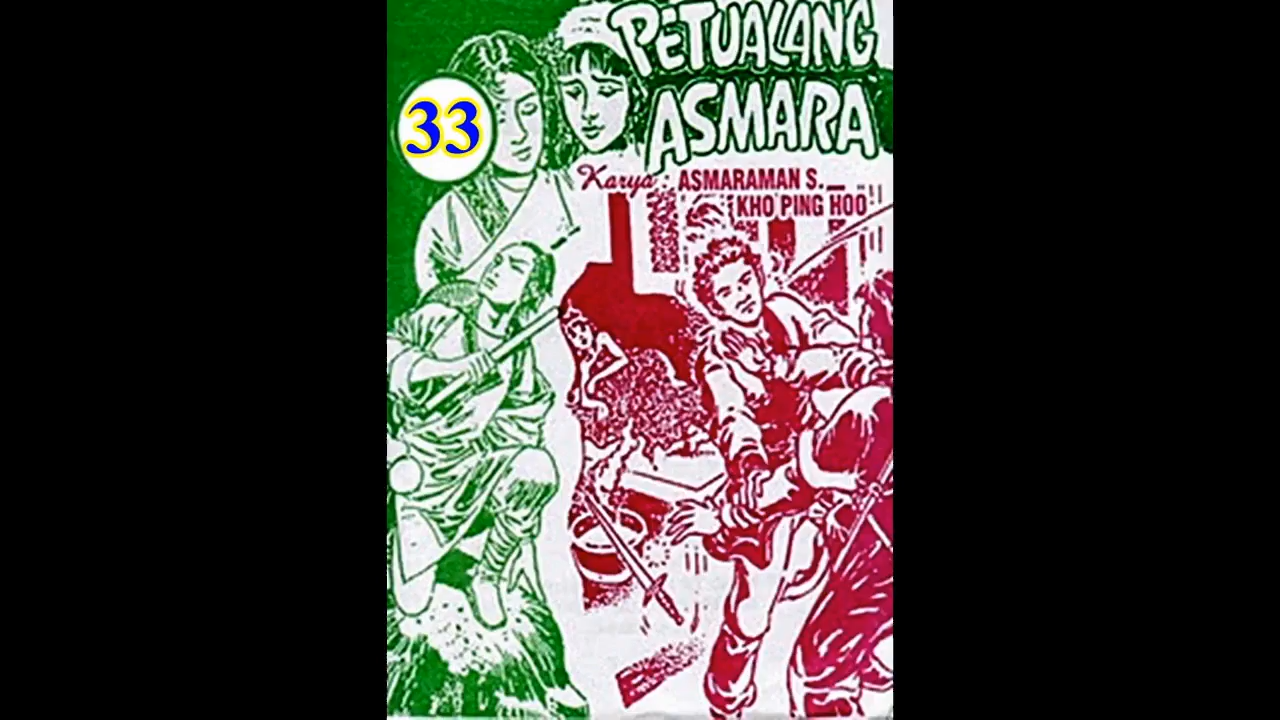 PETUALANG
ASMARA
33
Karya : ASMARAMAN S.
KHO PING HOO